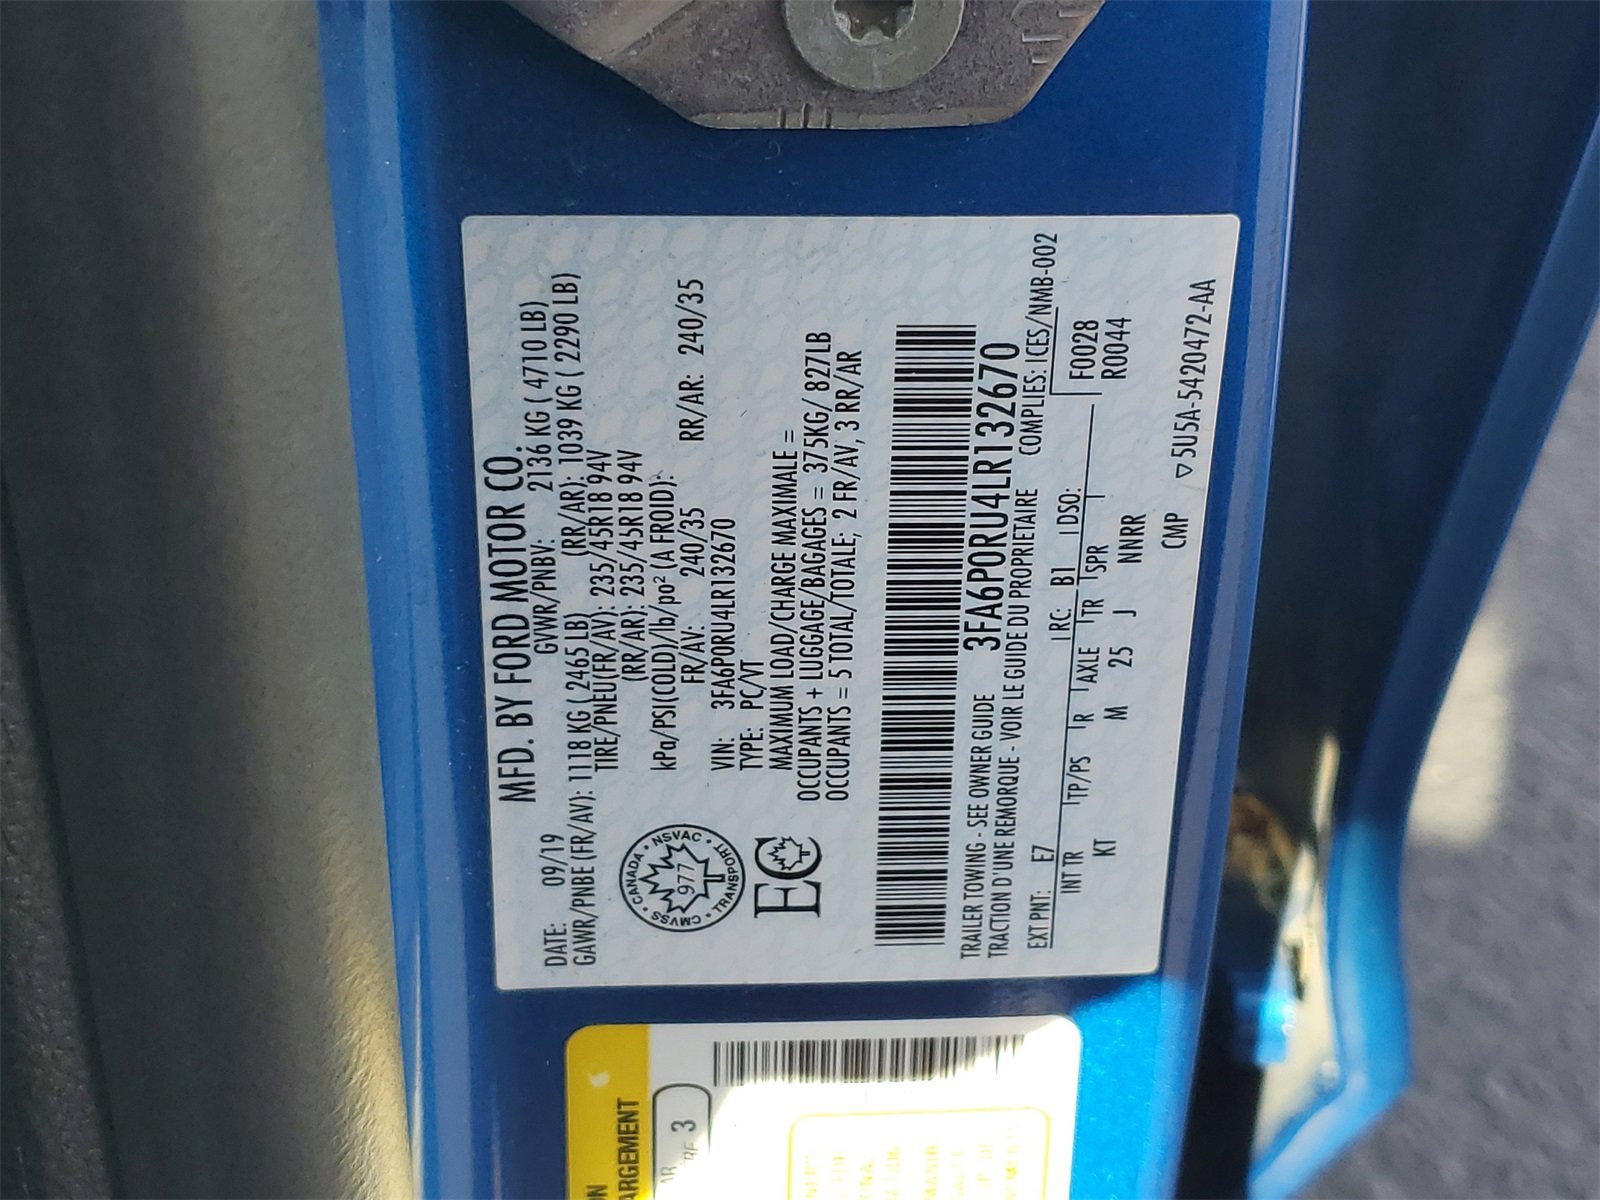 MFD. BY FORD MOTOR CO.
DATE: 09/19 GVWR/PNBV: 2136 KG ( 4710 LB)
GAWR/PNBE (FR/AV): 1118 KG ( 2465 LB) (RR/AR): 1039 KG ( 2290 LB)
TIRE/PNEU(FR/AV): 235/45R18 94V
(RR/AR): 235/45R18 94V
kPa/PSI(COLD)/lb/po² (A FROID):
FR/AV: 240/35 RR/AR: 240/35
VIN: 3FA6P0RU4LR132670
TYPE: PC/VT
MAXIMUM LOAD/CHARGE MAXIMALE =
OCCUPANTS + LUGGAGE/BAGAGES = 375KG/ 827LB
OCCUPANTS = 5 TOTAL/TOTALE; 2 FR/AV, 3 RR/AR
CANADA • NSVAC • TRANSPORT • CMVSS •
977
EC
3FA6P0RU4LR132670
TRAILER TOWING - SEE OWNER GUIDE
TRACTION D'UNE REMORQUE - VOIR LE GUIDE DU PROPRIETAIRE COMPLIES: ICES/NMB-002
EXT PNT: E7 RC: B1 DSO: F0028
INT TR TP/PS R AXLE TR SPR R0044
KT M 25 J NNRR
CMP ▽5U5A-5420472-AA
ARGEMENT
3